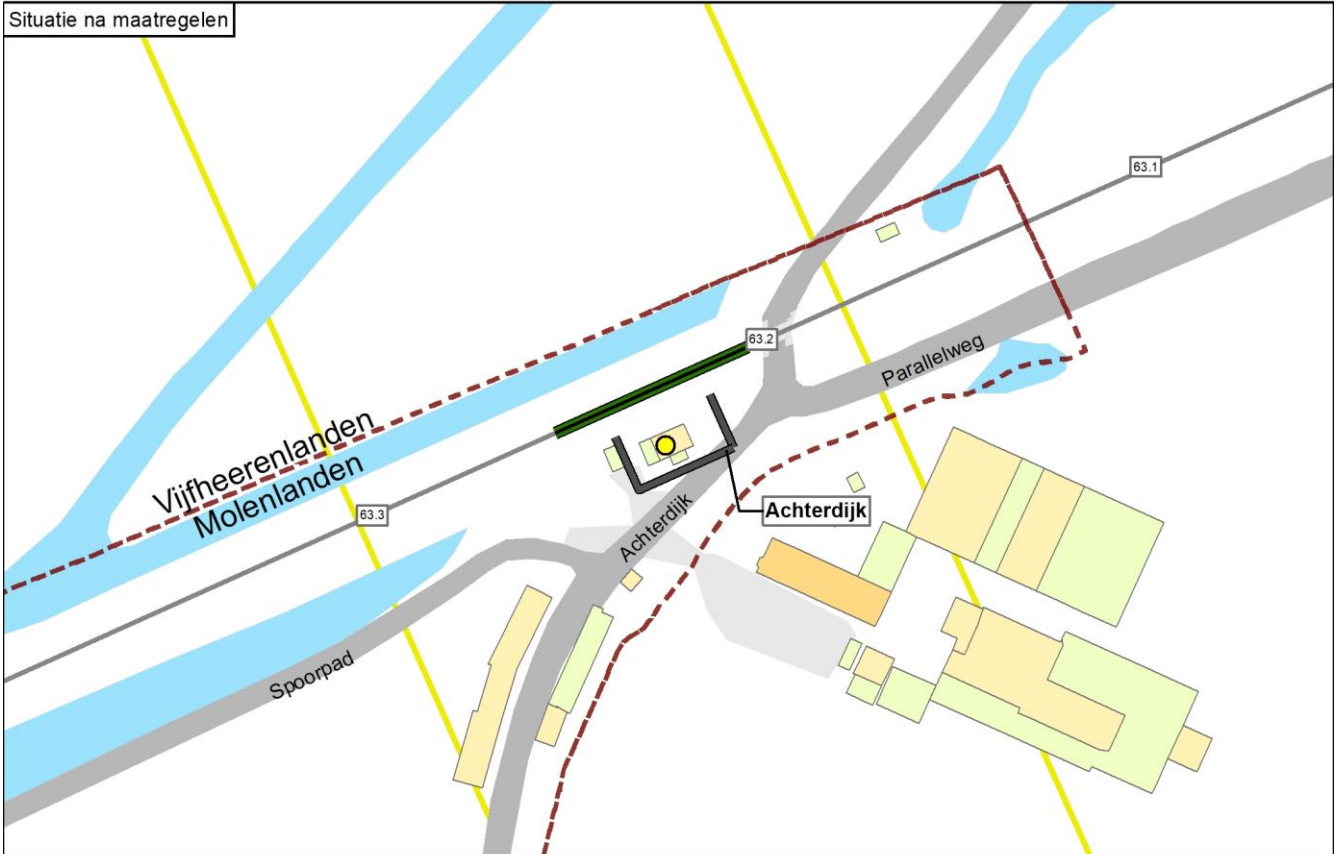 Situatie na maatregelen
63.1
63.2
Parallelweg
Vijfheerenlanden
Molenlanden
63.3
Achterdijk
Achterdijk
Spoorpad